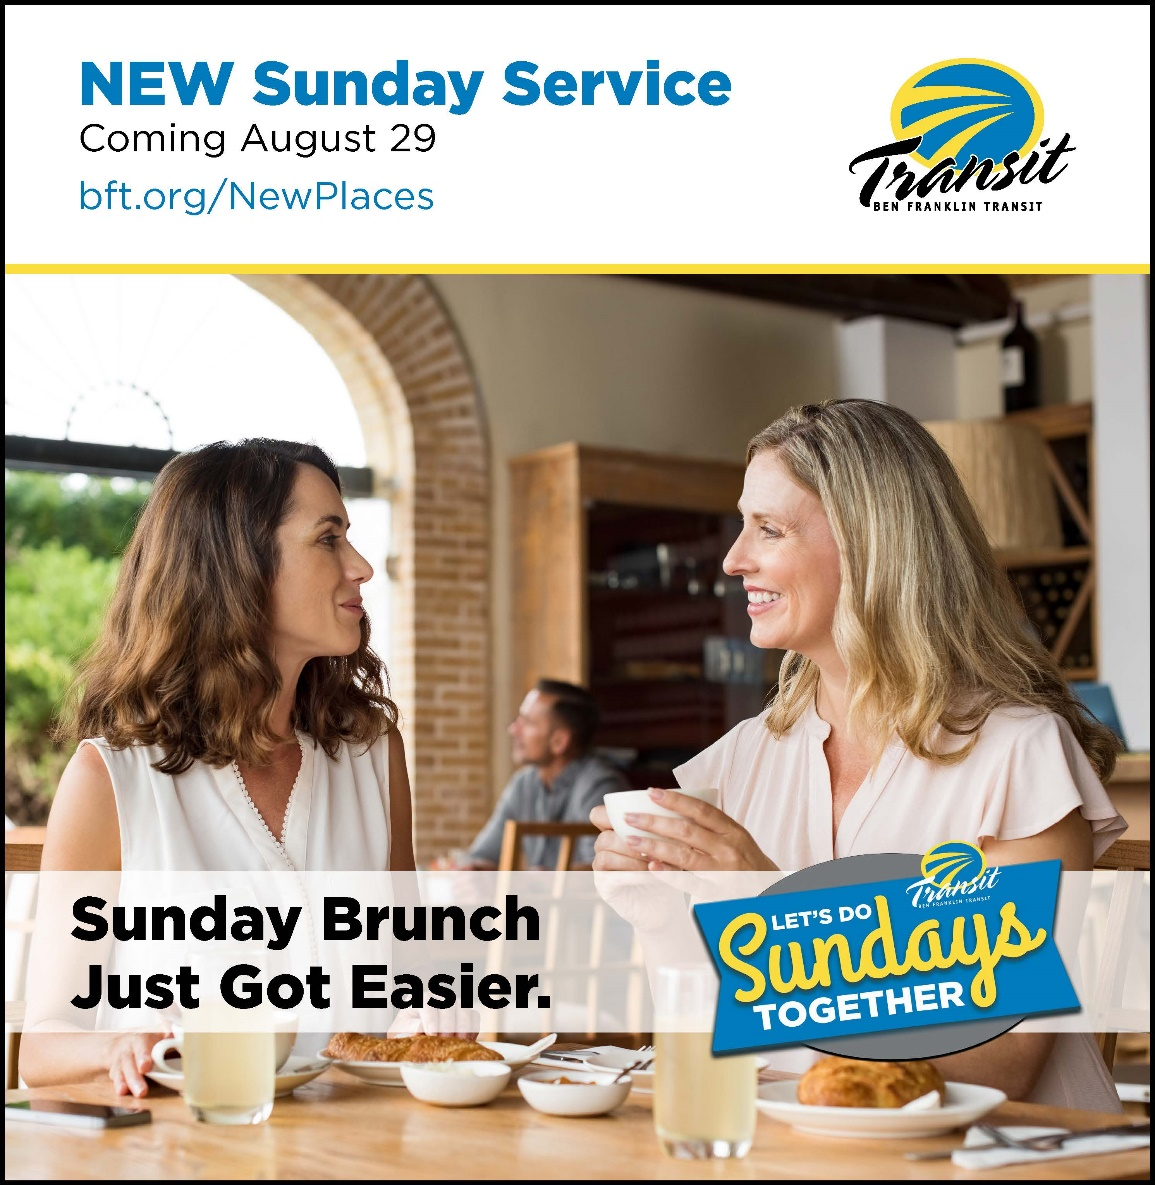 NEW Sunday Service
Coming August 29
bft.org/NewPlaces
Transit
BEN FRANKLIN TRANSIT
Sunday Brunch
Just Got Easier.
Transit
BEN FRANKLIN TRANSIT
LET'S DO
Sundays
TOGETHER